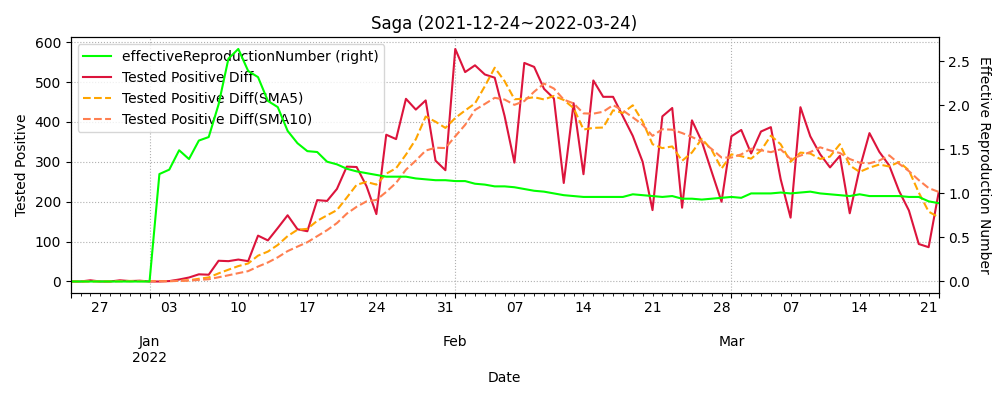 Saga (2021-12-24~2022-03-24)
effectiveReproductionNumber (right)
Tested Positive Diff
Tested Positive Diff(SMA5)
Tested Positive Diff(SMA10)
Tested Positive
600
500
400
300
200
100
0
2.5
2.0
1.5
1.0
0.5
0.0
Effective Reproduction Number
27 03 10 17 24 31 07 14 21 28 07 14 21
Jan Feb Mar
2022
Date